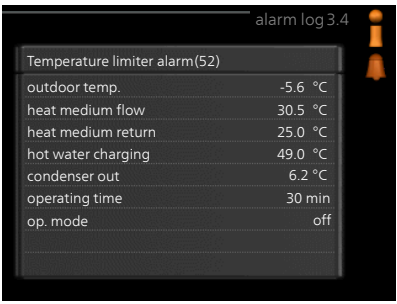 alarm log 3.4
Temperature limiter alarm(52)
outdoor temp. -5.6 °C
heat medium flow 30.5 °C
heat medium return 25.0 °C
hot water charging 49.0 °C
condenser out 6.2 °C
operating time 30 min
op. mode off